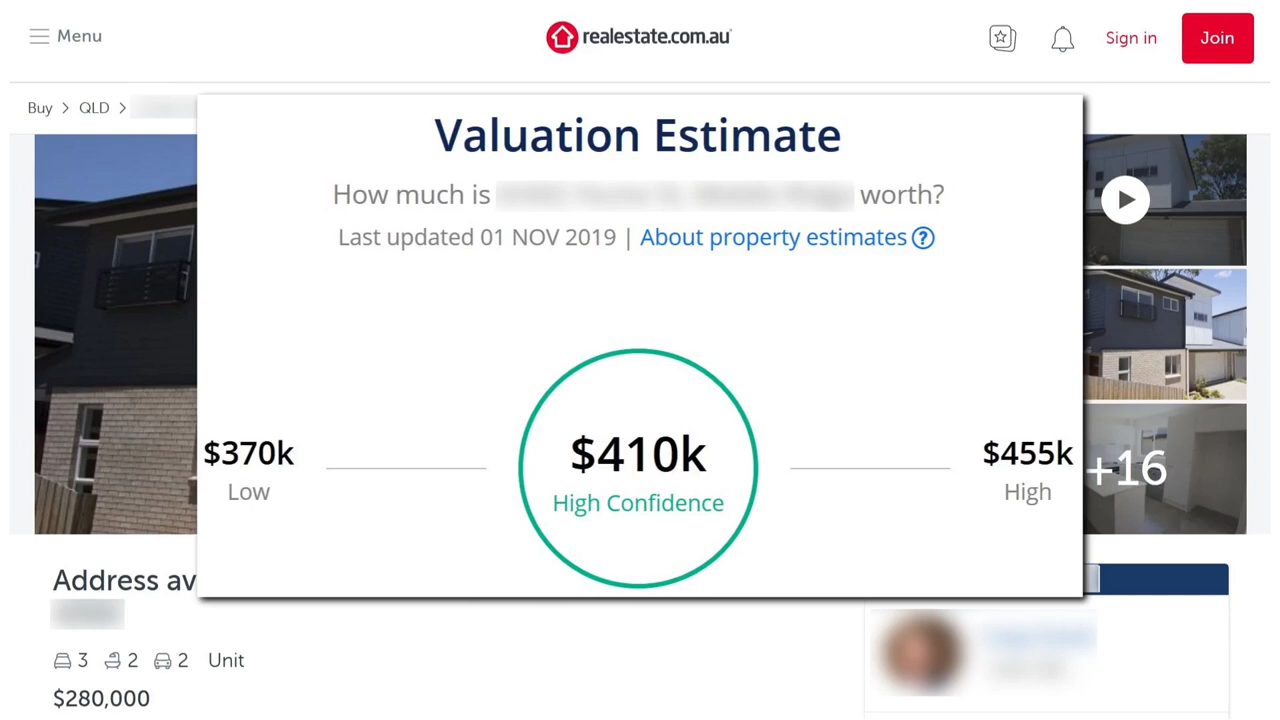 Menu
realestate.com.au
Sign in
Join
Buy > QLD >
Valuation Estimate
How much is worth?
Last updated 01 NOV 2019 | About property estimates ?
$370k
Low
$410k
High Confidence
$455k
High
+16
Address av
3 2 2 Unit
$280,000